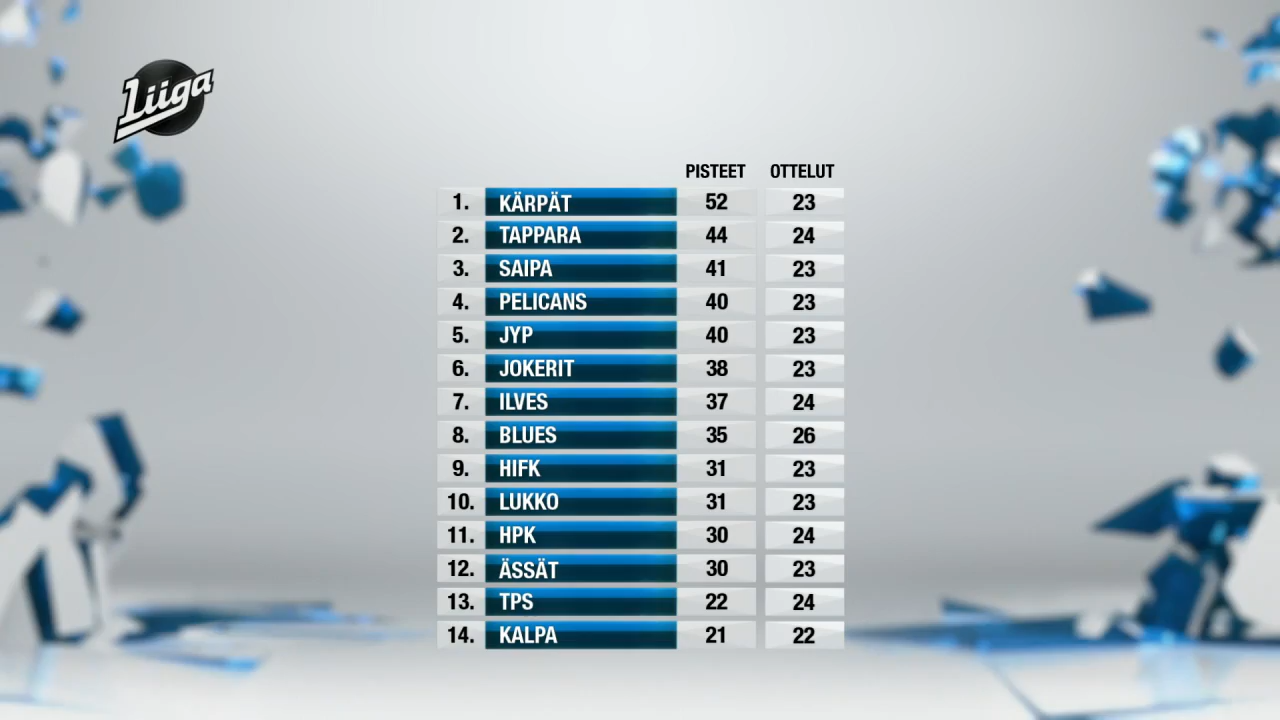 Liiga
PISTEET OTTELUT
1. KÄRPÄT 52 23
2. TAPPARA 44 24
3. SAIPA 41 23
4. PELICANS 40 23
5. JYP 40 23
6. JOKERIT 38 23
7. ILVES 37 24
8. BLUES 35 26
9. HIFK 31 23
10. LUKKO 31 23
11. HPK 30 24
12. ÄSSÄT 30 23
13. TPS 22 24
14. KALPA 21 22